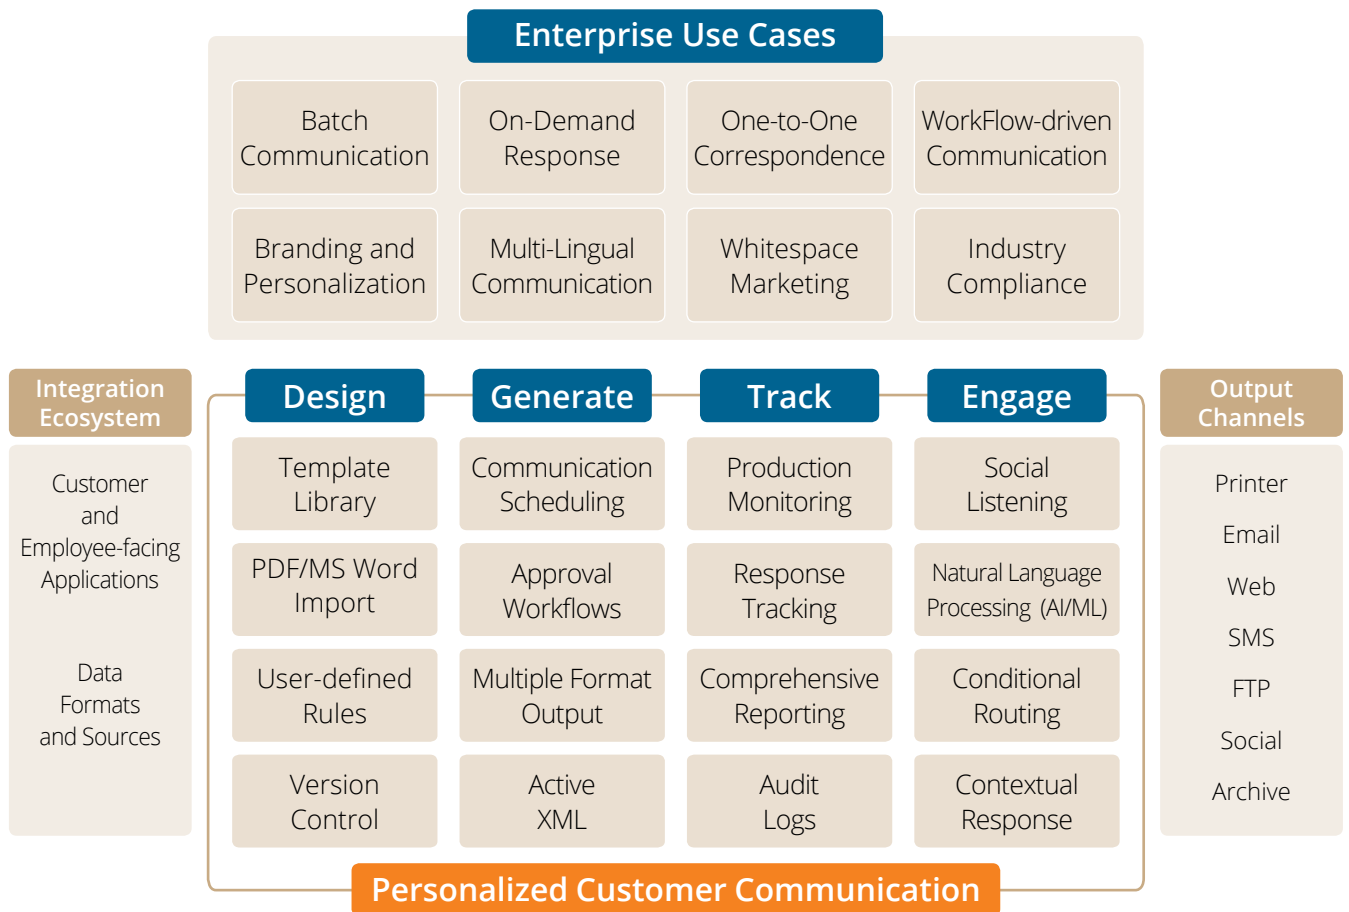 Enterprise Use Cases
Batch
Communication
On-Demand
Response
One-to-One
Correspondence
WorkFlow-driven
Communication
Branding and
Personalization
Multi-Lingual
Communication
Whitespace
Marketing
Industry
Compliance
Integration
Ecosystem
Customer
and
Employee-facing
Applications
Data
Formats
and Sources
Design
Template
Library
PDF/MS Word
Import
User-defined
Rules
Version
Control
Generate
Communication
Scheduling
Approval
Workflows
Multiple Format
Output
Active
XML
Track
Production
Monitoring
Response
Tracking
Comprehensive
Reporting
Audit
Logs
Engage
Social
Listening
Natural Language
Processing (AI/ML)
Conditional
Routing
Contextual
Response
Personalized Customer Communication
Output
Channels
Printer
Email
Web
SMS
FTP
Social
Archive